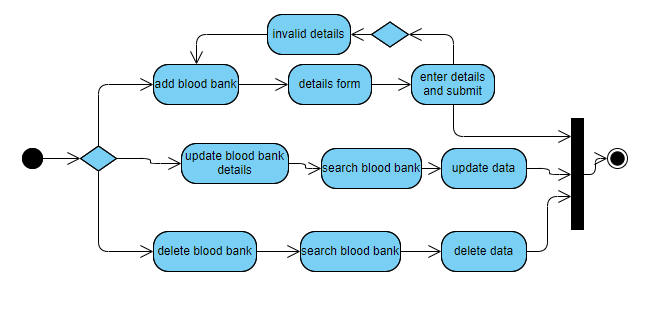 invalid details
add blood bank
details form
enter details
and submit
update blood bank
details
search blood bank
update data
delete blood bank
search blood bank
delete data